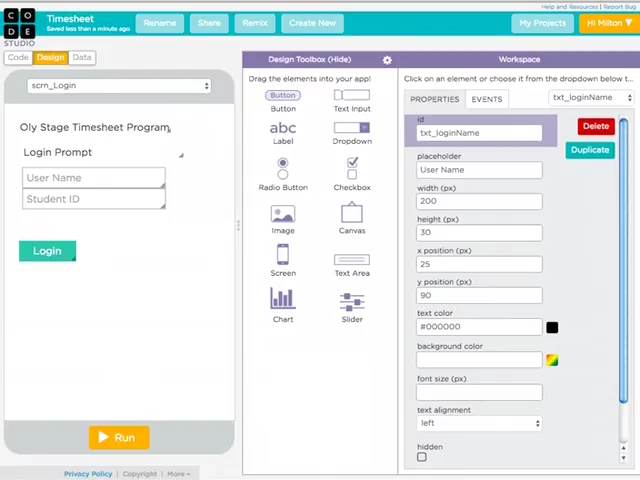 Help and Resources | Report Bug
C O
D E
STUDIO
Timesheet
Saved less than a minute ago
Rename
Share
Remix
Create New
My Projects
Hi Milton ▼
Code
Design
Data
scrn_Login
Oly Stage Timesheet Program
Login Prompt
User Name
Student ID
Login
Run
Design Toolbox (Hide)
Drag the elements into your app!
Button
Button
Text Input
abc
Label
Dropdown
Radio Button
Checkbox
Image
Canvas
Screen
Text Area
Chart
Slider
Workspace
Click on an element or choose it from the dropdown below t...
PROPERTIES
EVENTS
txt_loginName
id
txt_loginName
Delete
Duplicate
placeholder
User Name
width (px)
200
height (px)
30
x position (px)
25
y position (px)
90
text color
#000000
background color
font size (px)
text alignment
left
hidden
Privacy Policy | Copyright | More